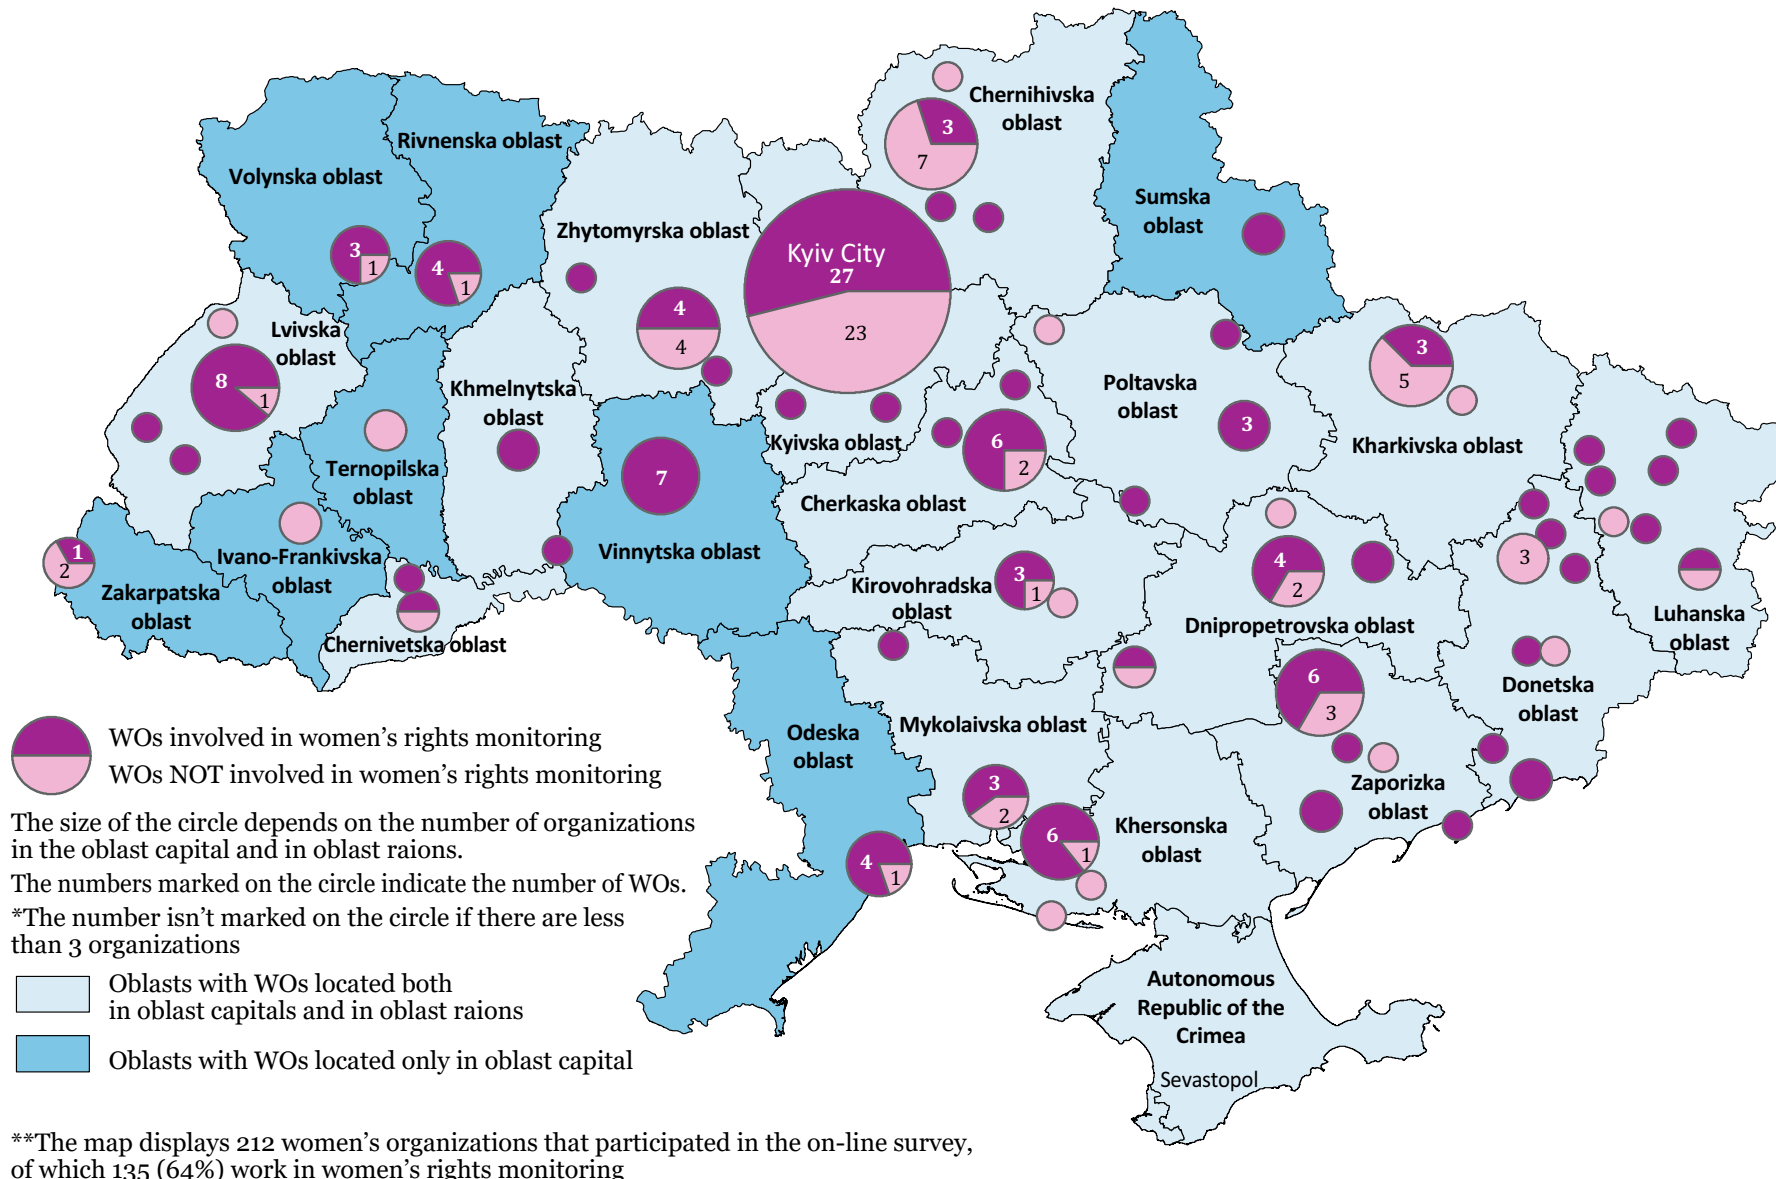 Chernihivska
oblast
3
7
Rivnenska oblast
Volynska oblast
3
1
4
1
Sumska
oblast
Zhytomyrska oblast
4
4
Kyiv City
27
23
Lvivska
oblast
8
1
Khmelnytska
oblast
Ternopilska
oblast
Poltavska
oblast
3
3
5
Kharkivska oblast
Kyivska oblast
6
2
Cherkaska oblast
7
Vinnytska oblast
Ivano-Frankivska
oblast
1
2
Zakarpatska
oblast
Chernivetska oblast
Kirovohradska
oblast
3
1
4
2
Dnipropetrovska oblast
3
Luhanska
oblast
Donetska
oblast
6
3
Zaporizka
oblast
Mykolaivska oblast
3
2
Odeska
oblast
4
1
6
1
Khersonska
oblast
Autonomous
Republic of the
Crimea
Sevastopol
WOs involved in women’s rights monitoring
WOs NOT involved in women’s rights monitoring
The size of the circle depends on the number of organizations
in the oblast capital and in oblast raions.
The numbers marked on the circle indicate the number of WOs.
*The number isn’t marked on the circle if there are less
than 3 organizations
Oblasts with WOs located both
in oblast capitals and in oblast raions
Oblasts with WOs located only in oblast capital
**The map displays 212 women’s organizations that participated in the on-line survey,
of which 135 (64%) work in women’s rights monitoring